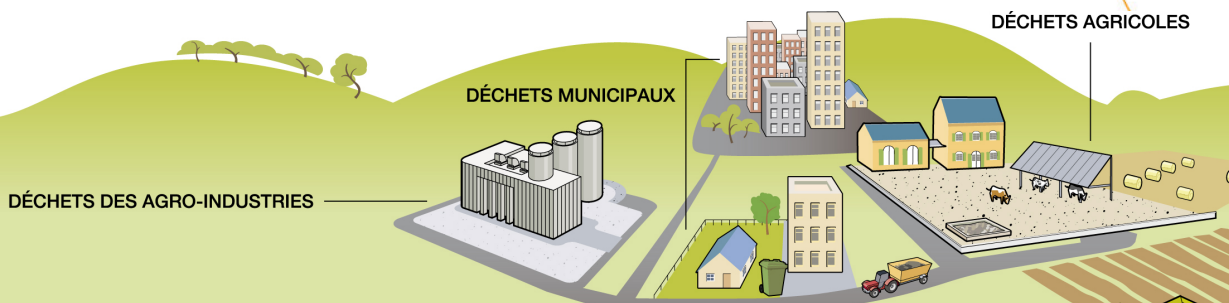 DÉCHETS AGRICOLES
DÉCHETS MUNICIPAUX
DÉCHETS DES AGRO-INDUSTRIES